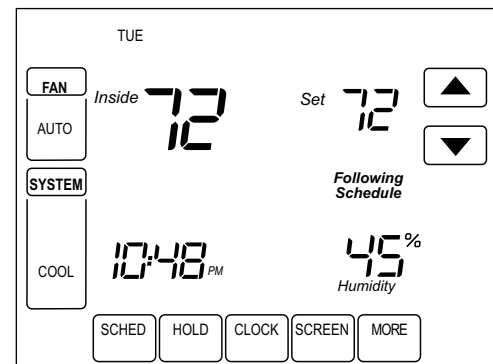 TUE
FAN
AUTO
Inside 72
Set 72
SYSTEM
COOL
Following
Schedule
10:48 PM
45%
Humidity
SCHED HOLD CLOCK SCREEN MORE